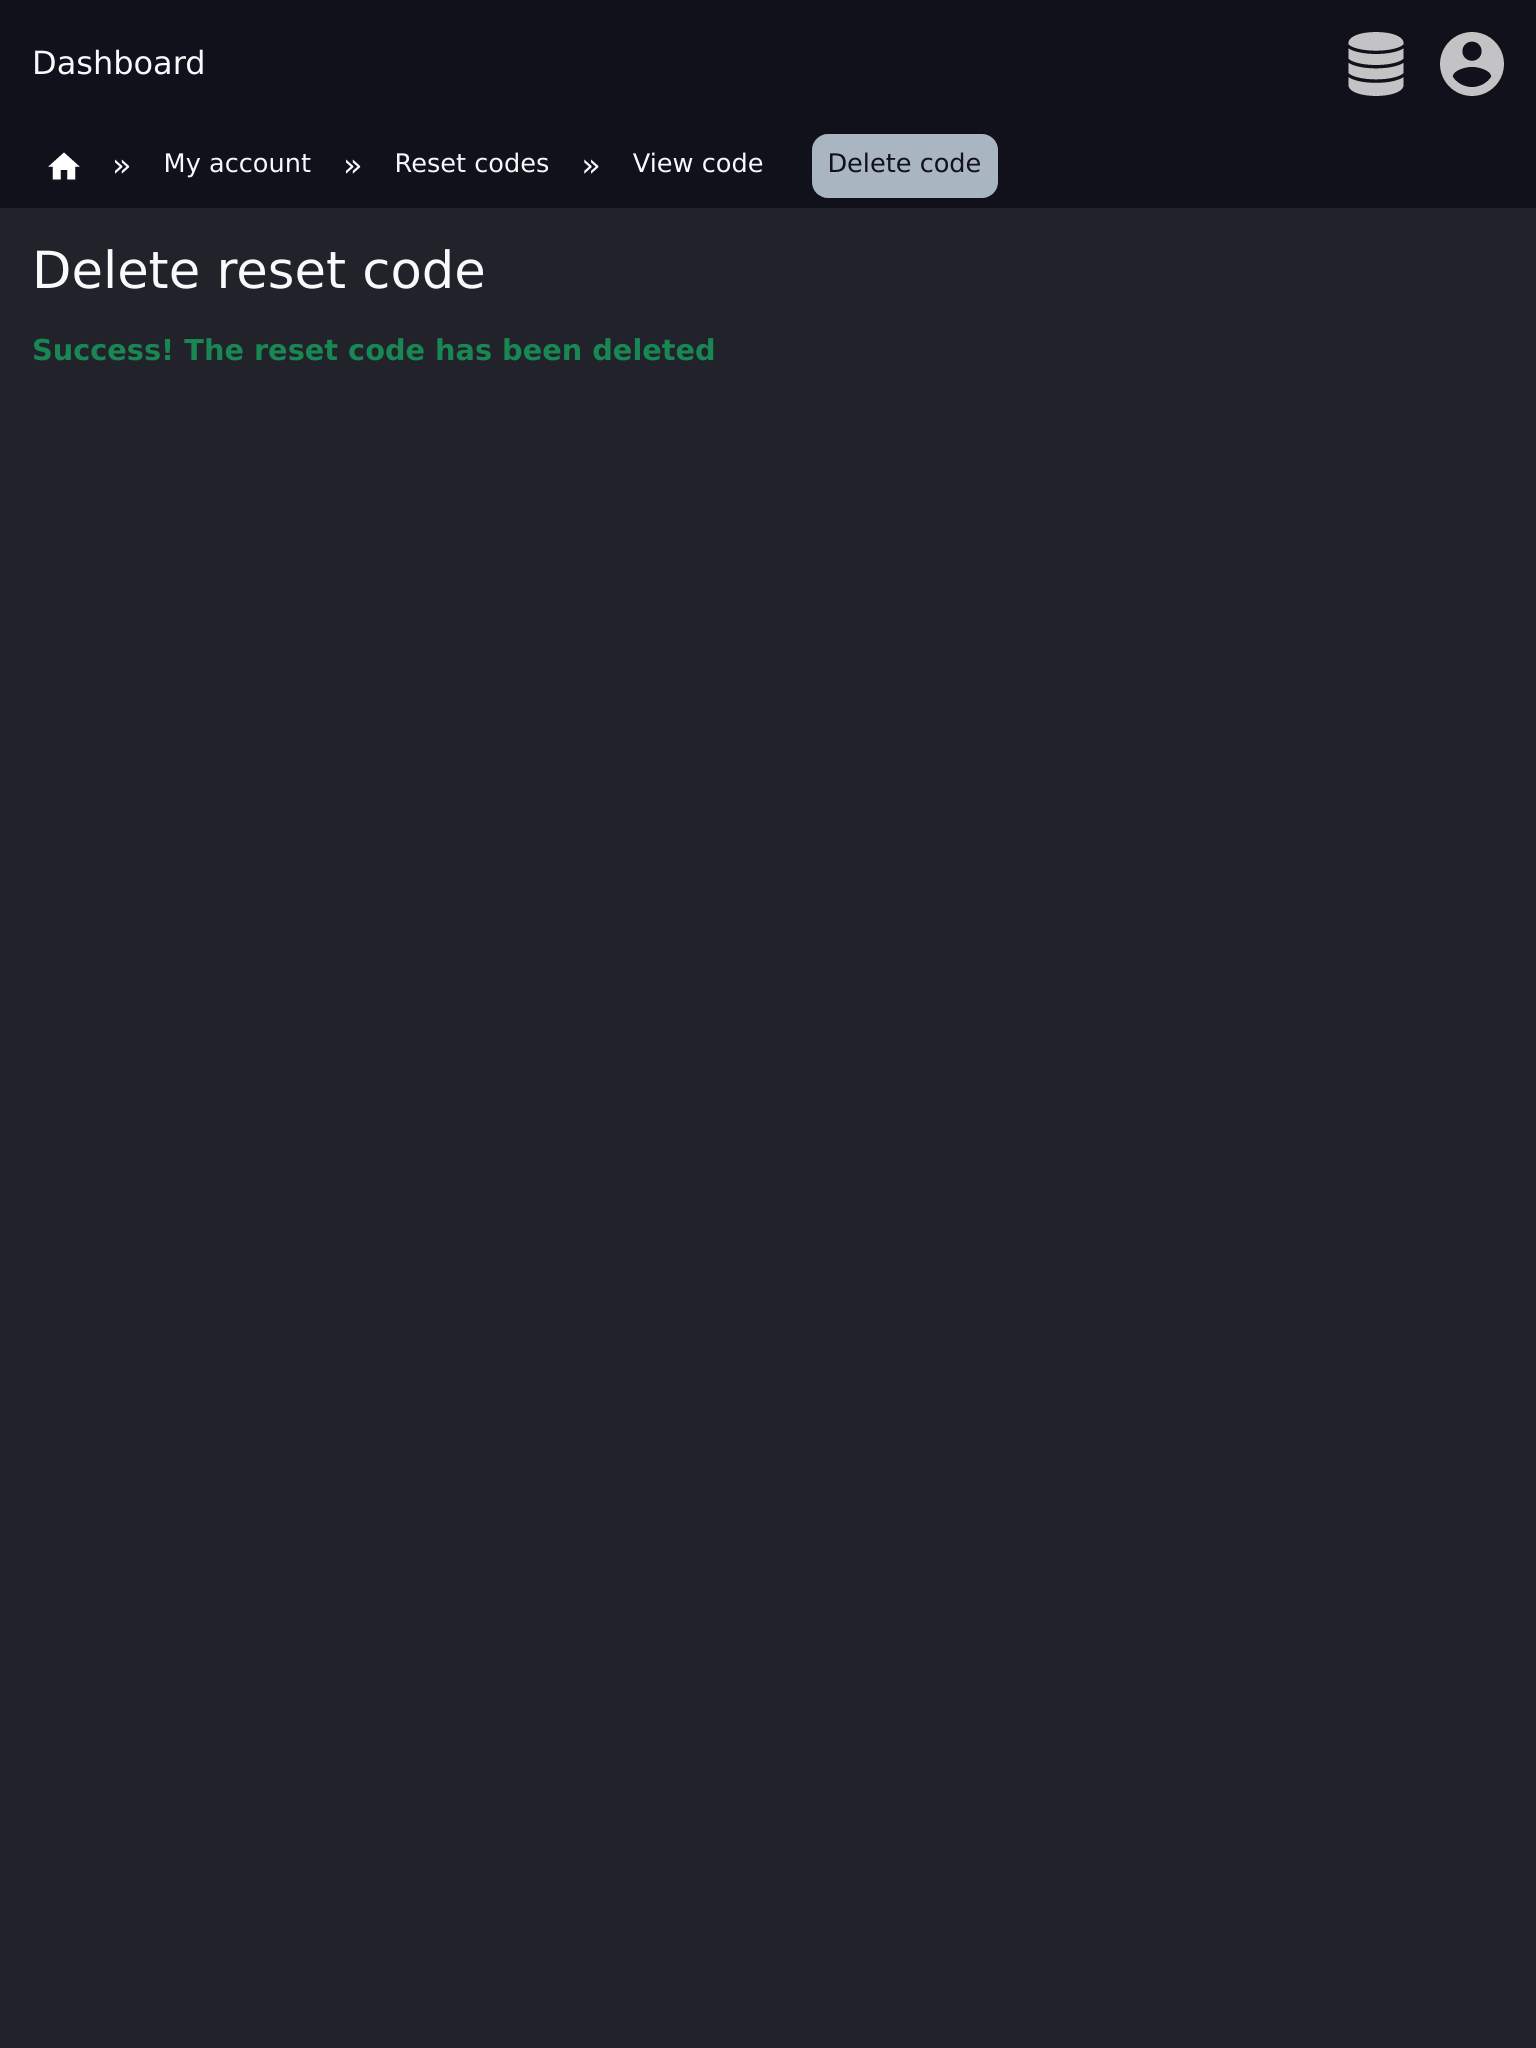 Dashboard
» My account » Reset codes » View code Delete code
Delete reset code
Success! The reset code has been deleted